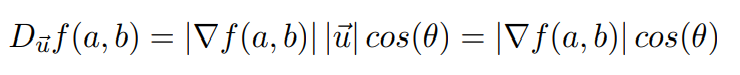 $D_{\vec{u}}f(a,b) = |\nabla f(a,b)| \, |\vec{u}| \, cos(\theta) = |\nabla f(a,b)| \, cos(\theta)$